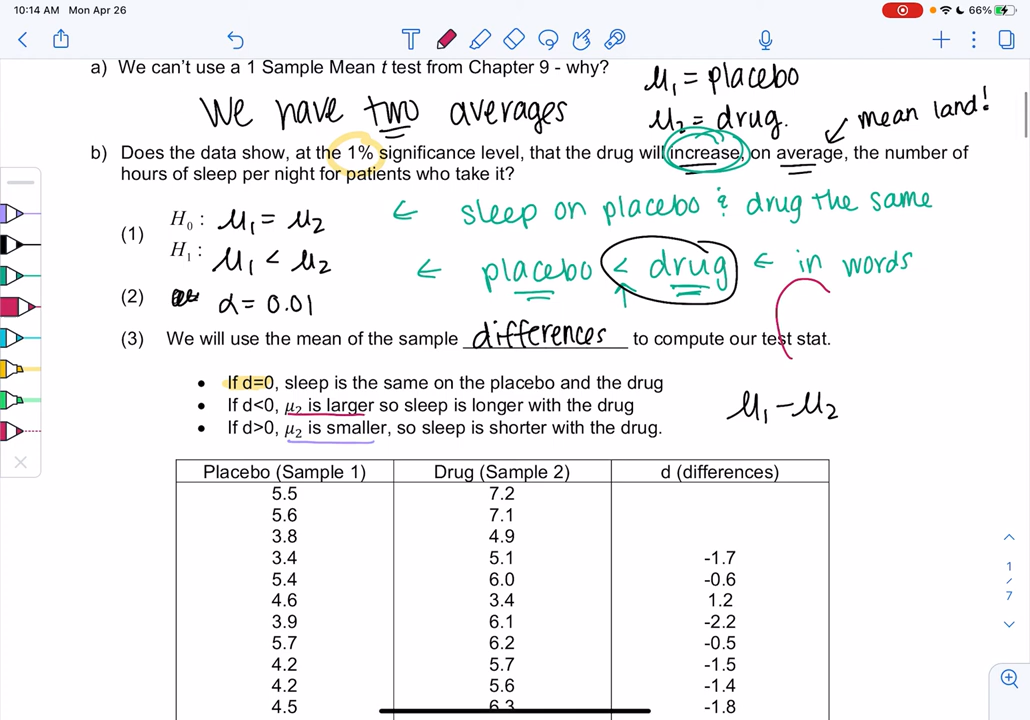 10:14 AM Mon Apr 26
66%
a) We can't use a 1 Sample Mean t test from Chapter 9 - why?
μ₁ = placebo
We have two averages
μ₂ = drug.
mean land!
b) Does the data show, at the 1% significance level, that the drug will increase, on average, the number of
hours of sleep per night for patients who take it?
(1)
H₀ : μ₁ = μ₂
← sleep on placebo & drug the same
H₁ : μ₁ < μ₂
← placebo < drug ← in words
(2) α = 0.01
(3) We will use the mean of the sample differences to compute our test stat.
• If d=0, sleep is the same on the placebo and the drug
• If d<0, μ₂ is larger so sleep is longer with the drug
μ₁ - μ₂
• If d>0, μ₂ is smaller, so sleep is shorter with the drug.
Placebo (Sample 1) Drug (Sample 2) d (differences)
5.5 7.2
5.6 7.1
3.8 4.9
3.4 5.1 -1.7
5.4 6.0 -0.6
4.6 3.4 1.2
3.9 6.1 -2.2
5.7 6.2 -0.5
4.2 5.7 -1.5
4.2 5.6 -1.4
4.5 6.3 -1.8
1
/
7